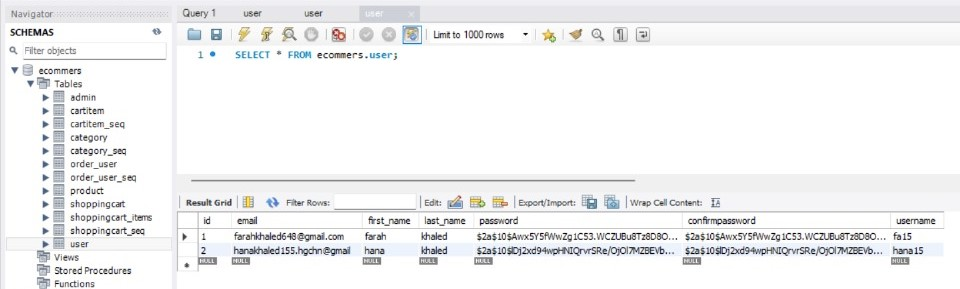 Navigator
Query 1 user user user
SCHEMAS
Filter objects
Limit to 1000 rows
1 SELECT * FROM ecommers.user;
ecommers
Tables
admin
cartitem
cartitem_seq
category
category_seq
order_user
order_user_seq
product
shoppingcart
shoppingcart_items
shoppingcart_seq
user
Views
Stored Procedures
Functions
Result Grid Filter Rows: Edit: Export/Import: Wrap Cell Content:
id email first_name last_name password confirmpassword username
1 farahkhaled648@gmail.com farah khaled $2a$10$Awx5Y5fWwZg1C53.WCZUBu8Tz8D8O... $2a$10$Awx5Y5fWwZg1C53.WCZUBu8Tz8D8O... fa15
2 hanakhaled155.hgchn@gmail hana khaled $2a$10$lDj2xd94wpHNIQrvrSRe/OjOl7MZBEVb... $2a$10$lDj2xd94wpHNIQrvrSRe/OjOl7MZBEVb... hana15
NULL NULL NULL NULL NULL NULL NULL